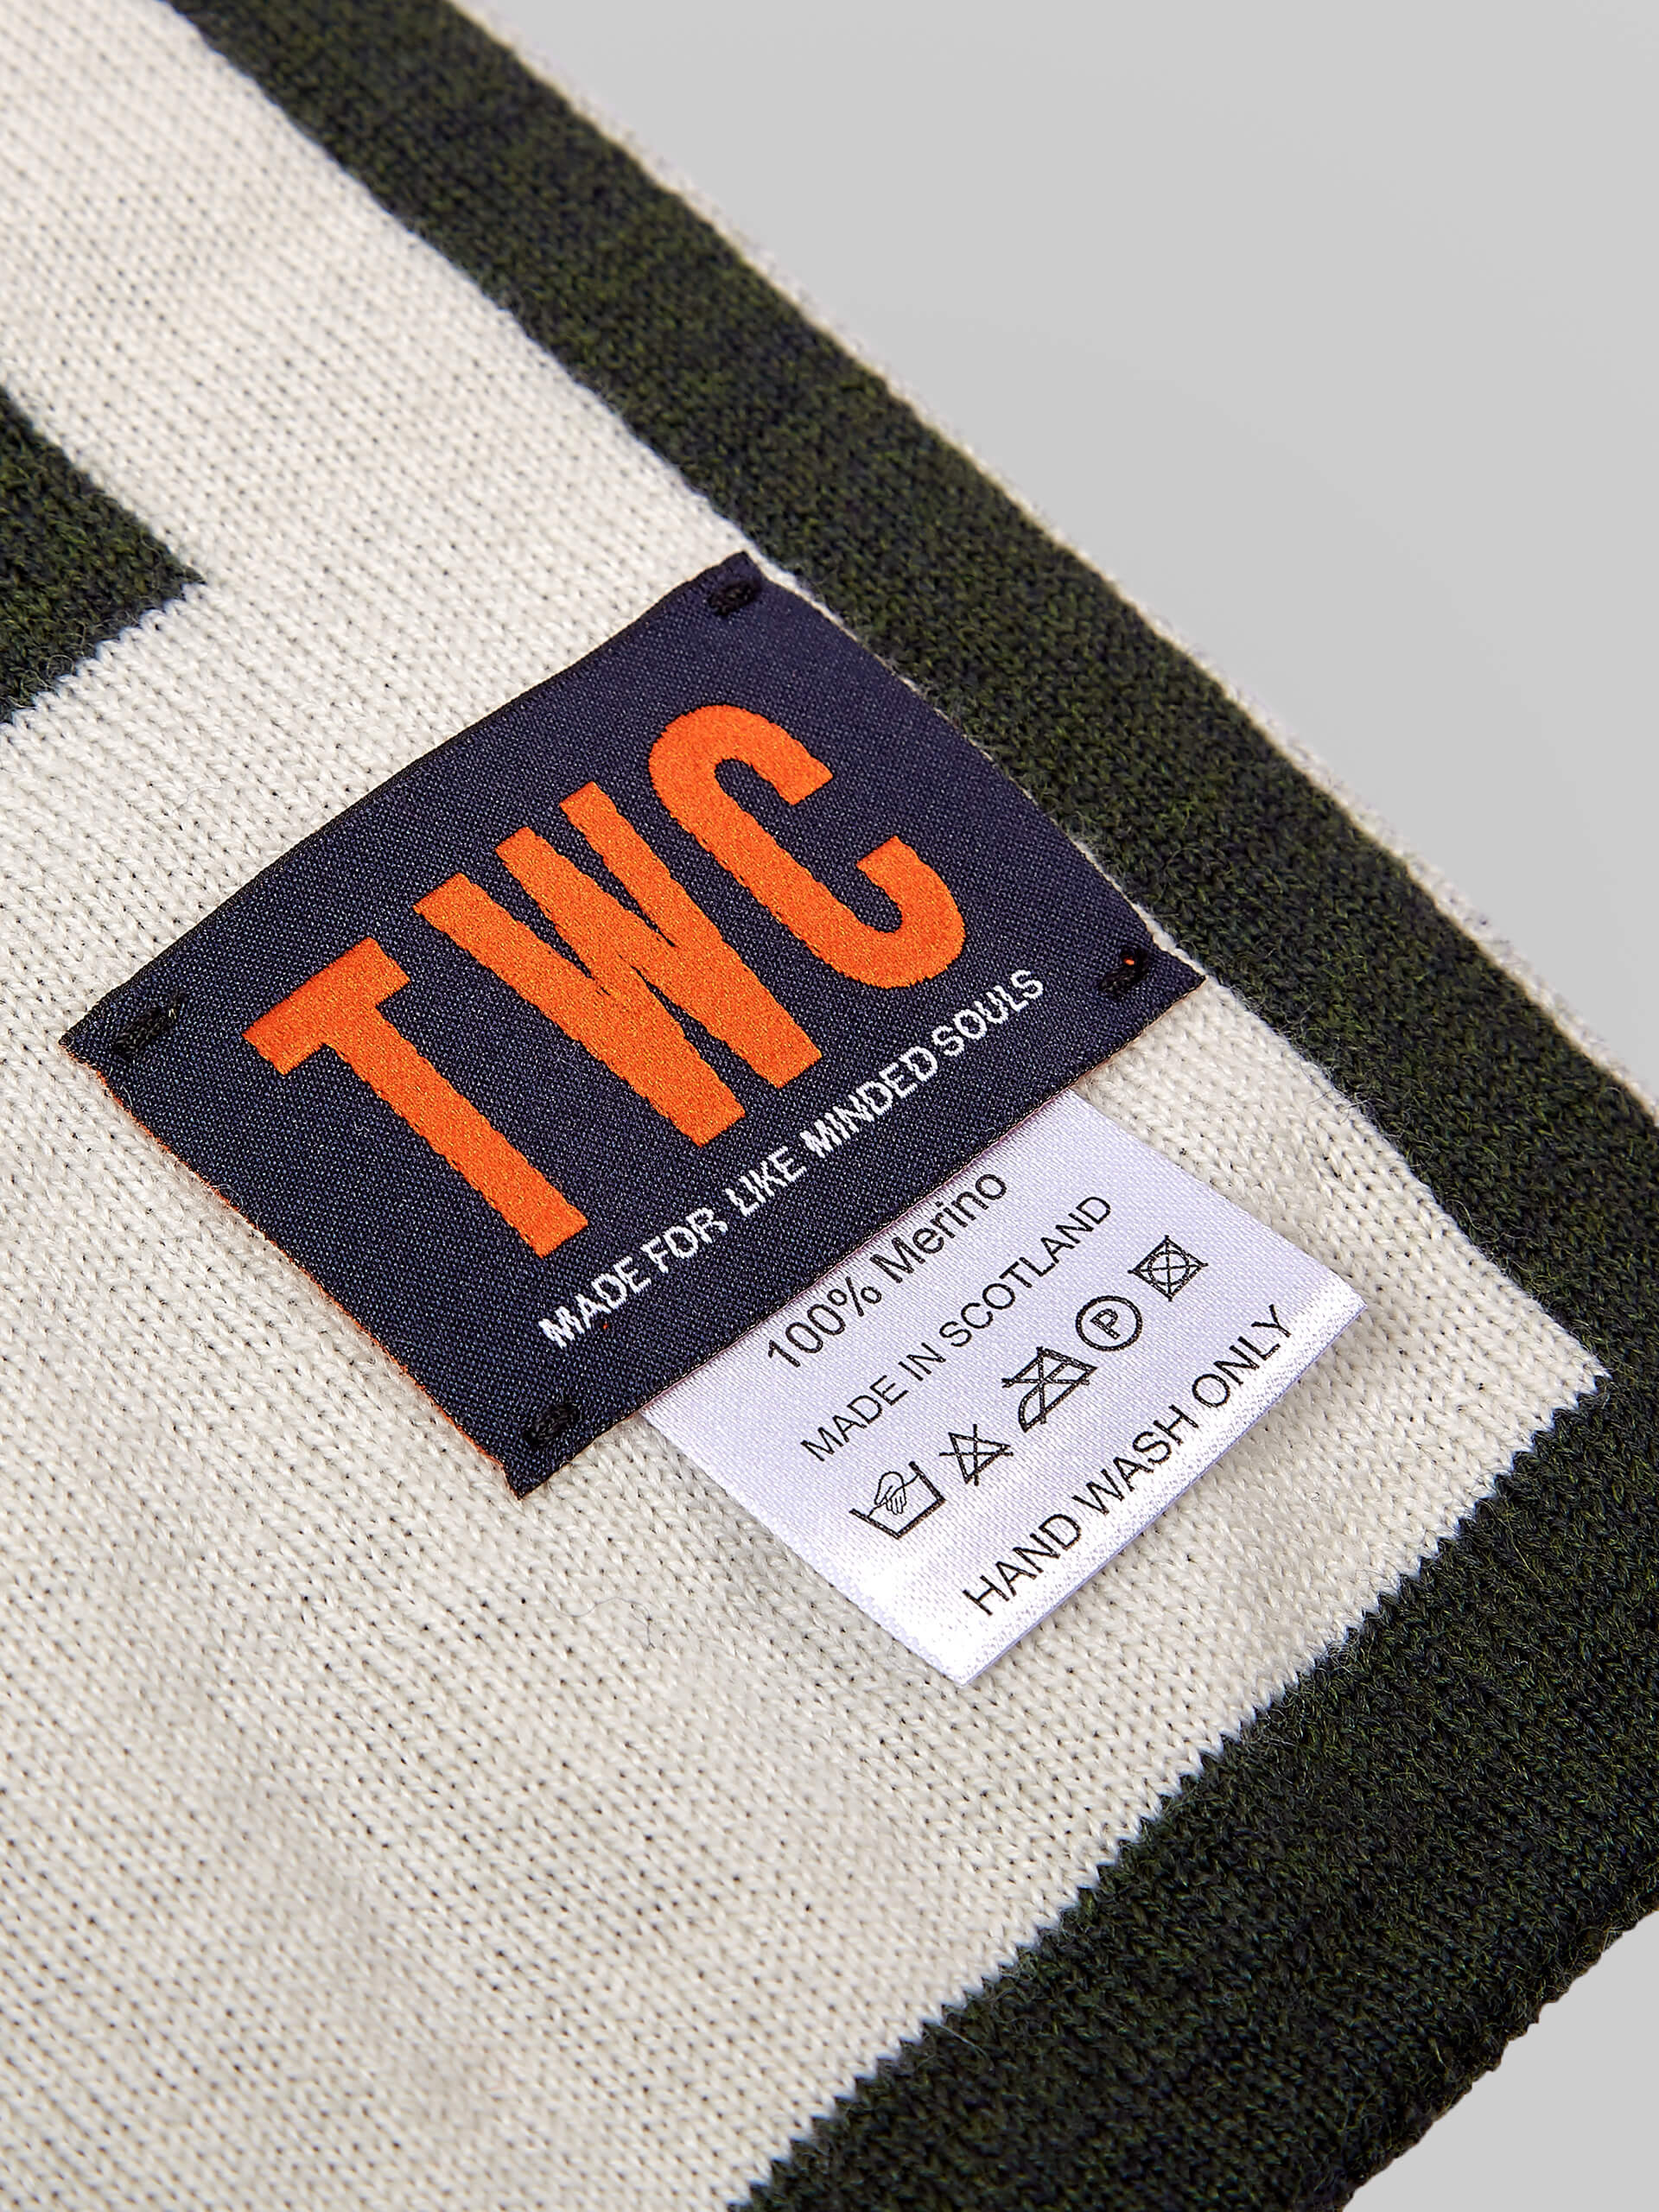 TWC
MADE FOR LIKE MINDED SOULS
100% Merino
MADE IN SCOTLAND
P
HAND WASH ONLY